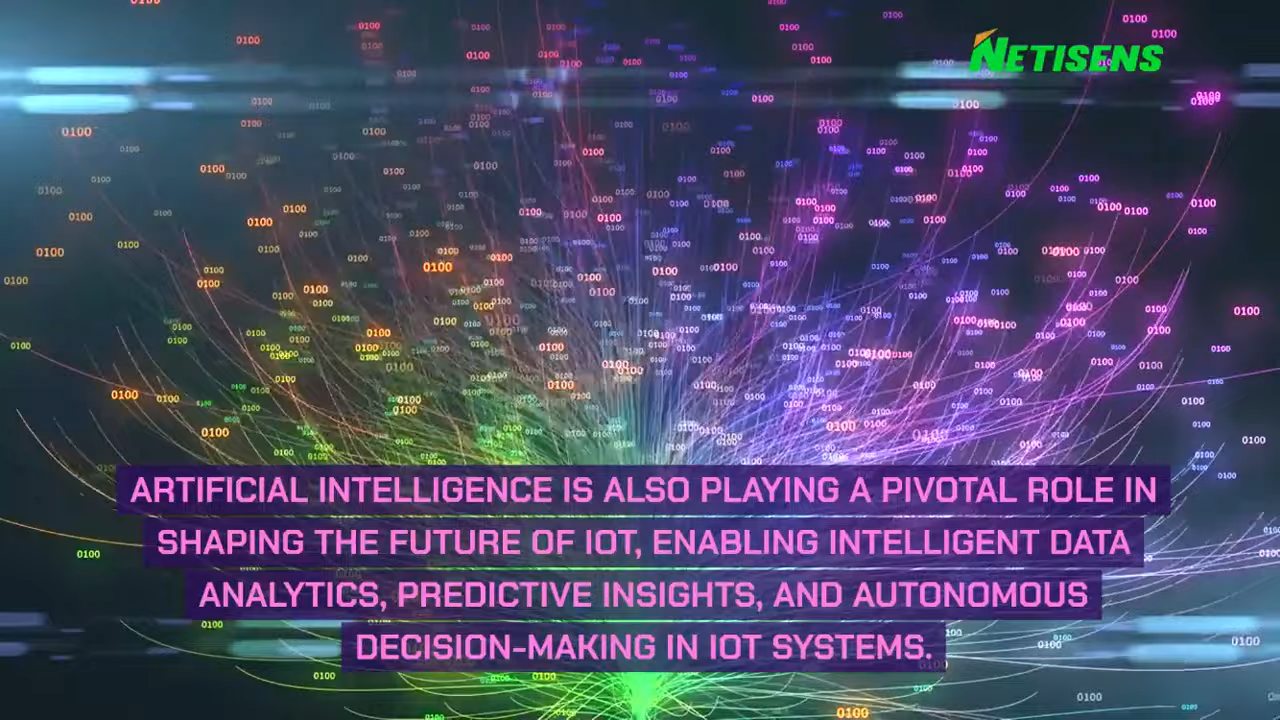 NETISENS
ARTIFICIAL INTELLIGENCE IS ALSO PLAYING A PIVOTAL ROLE IN
SHAPING THE FUTURE OF IOT, ENABLING INTELLIGENT DATA
ANALYTICS, PREDICTIVE INSIGHTS, AND AUTONOMOUS
DECISION-MAKING IN IOT SYSTEMS.